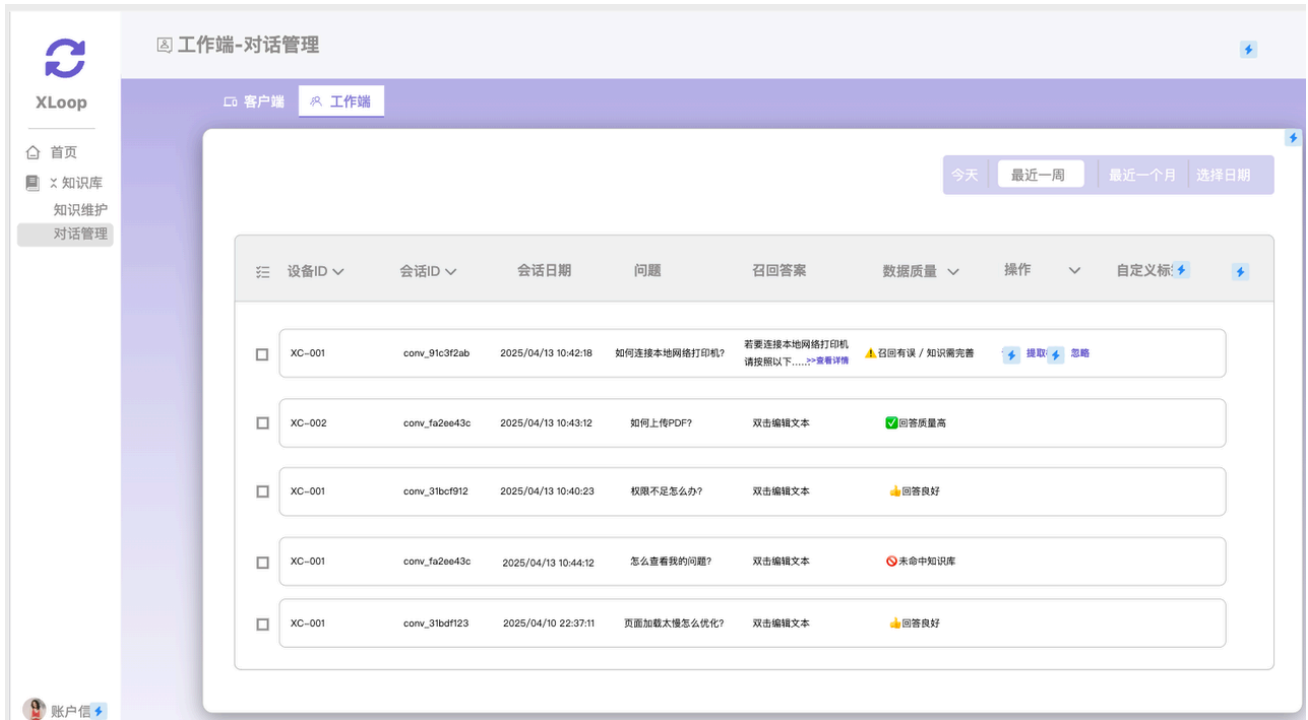 工作端-对话管理
XLoop
首页
知识库
知识维护
对话管理
账户信
客户端
工作端
今天
最近一周
最近一个月
选择日期
设备ID
会话ID
会话日期
问题
召回答案
数据质量
操作
自定义标
XC-001
conv_91c3f2ab
2025/04/13 10:42:18
如何连接本地网络打印机?
若要连接本地网络打印机
请按照以下.....>>查看详情
⚠️召回有误 / 知识需完善
提取
忽略
XC-002
conv_fa2ee43c
2025/04/13 10:43:12
如何上传PDF?
双击编辑文本
✅回答质量高
XC-001
conv_31bcf912
2025/04/13 10:40:23
权限不足怎么办?
双击编辑文本
👍回答良好
XC-001
conv_fa2ee43c
2025/04/13 10:44:12
怎么查看我的问题?
双击编辑文本
🚫未命中知识库
XC-001
conv_31bdf123
2025/04/10 22:37:11
页面加载太慢怎么优化?
双击编辑文本
👍回答良好